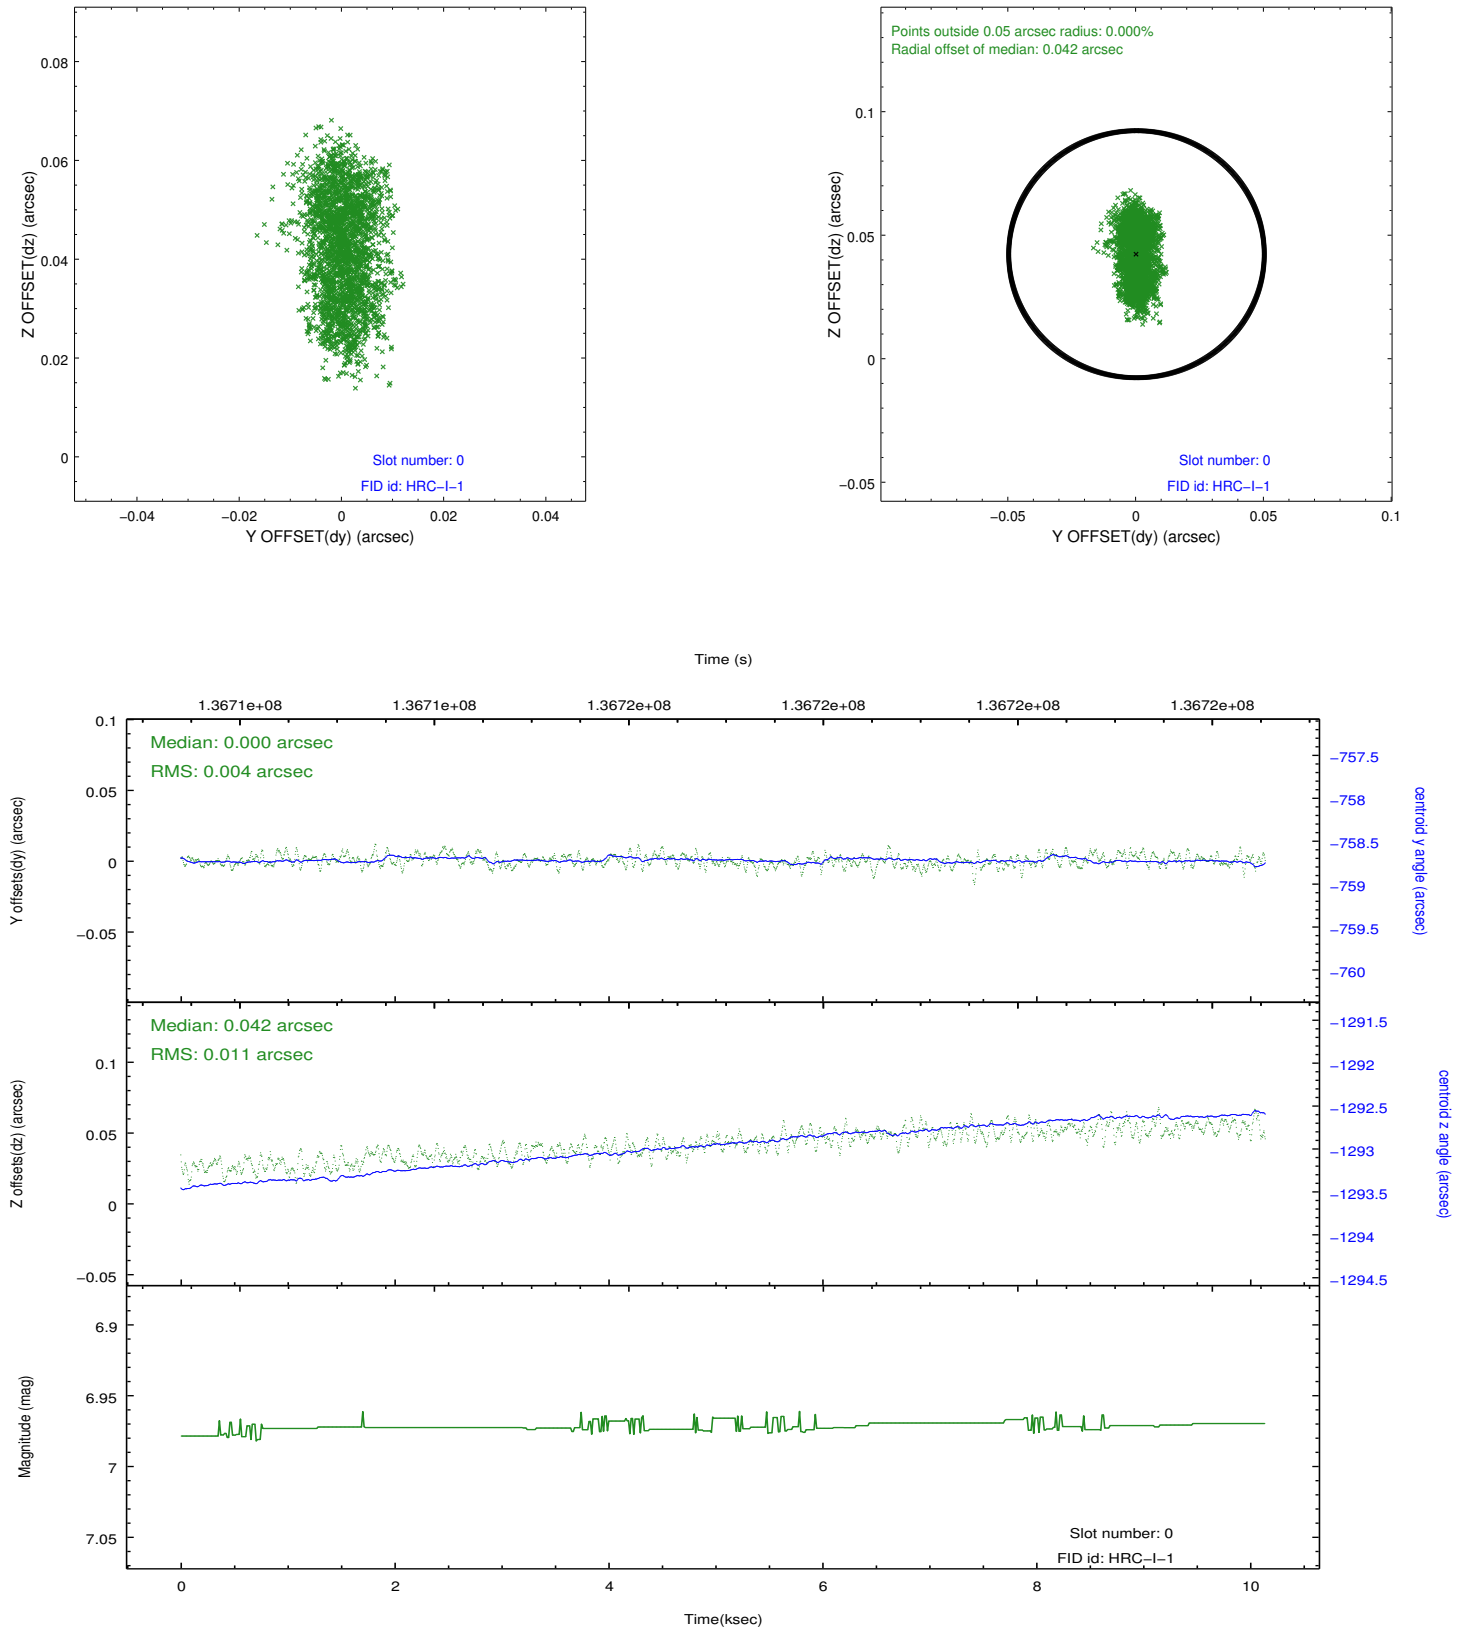 0.08
0.06
0.04
0.02
0
−0.04
−0.02
0
0.02
0.04
Z OFFSET(dz) (arcsec)
Y OFFSET(dy) (arcsec)
Slot number: 0
FID id: HRC−I−1
Points outside 0.05 arcsec radius: 0.000%
Radial offset of median: 0.042 arcsec
0.1
0.05
0
−0.05
−0.05
0
0.05
0.1
Z OFFSET(dz) (arcsec)
Y OFFSET(dy) (arcsec)
Slot number: 0
FID id: HRC−I−1
Time (s)
1.3671e+08
1.3671e+08
1.3672e+08
1.3672e+08
1.3672e+08
1.3672e+08
Median: 0.000 arcsec
RMS: 0.004 arcsec
0.1
0.05
0
−0.05
Y offsets(dy) (arcsec)
−757.5
−758
−758.5
−759
−759.5
−760
centroid y angle (arcsec)
Median: 0.042 arcsec
RMS: 0.011 arcsec
0.1
0.05
0
−0.05
Z offsets(dz) (arcsec)
−1291.5
−1292
−1292.5
−1293
−1293.5
−1294
−1294.5
centroid z angle (arcsec)
6.9
6.95
7
7.05
Magnitude (mag)
Slot number: 0
FID id: HRC−I−1
0
2
4
6
8
10
Time(ksec)